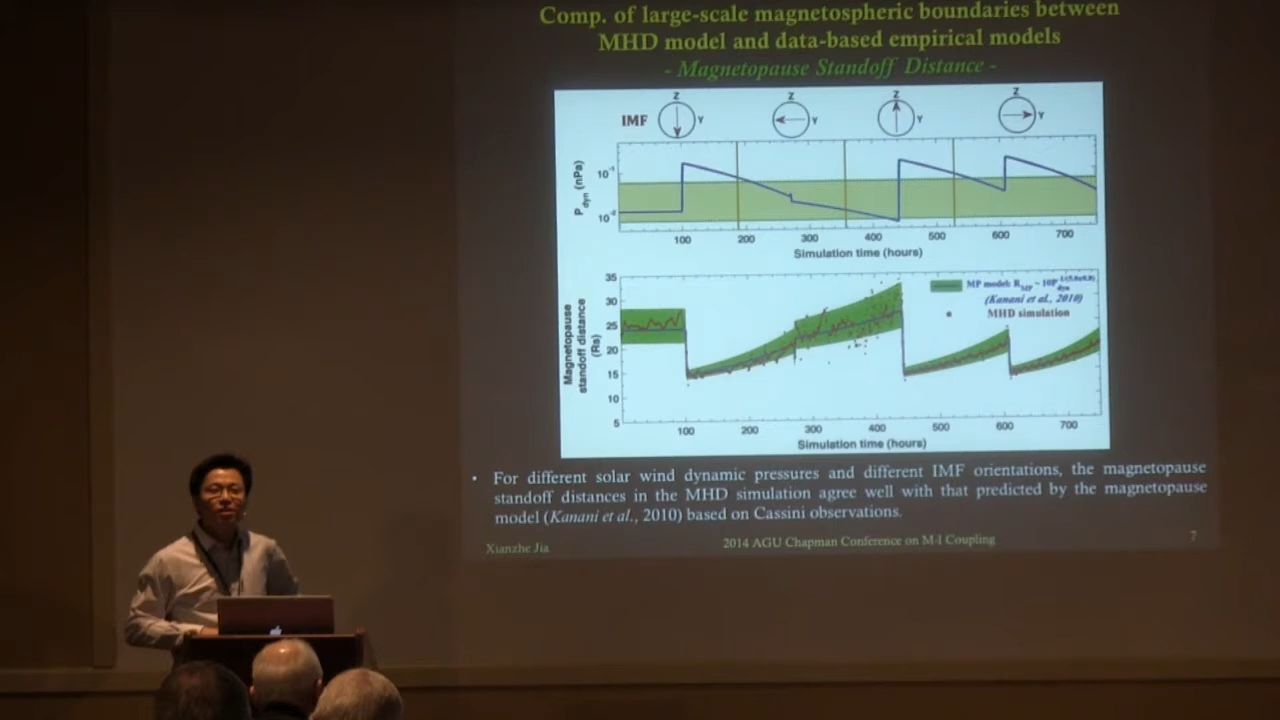 Comp. of large-scale magnetospheric boundaries between
MHD model and data-based empirical models
- Magnetopause Standoff Distance -
IMF
Z
Y
Z
Y
Z
Y
Z
Y
P dyn (nPa)
10-1
10-2
100 200 300 400 500 600 700
Simulation time (hours)
Magnetopause
standoff distance
(Rs)
35
30
25
20
15
10
5
MP model: R MP ~ 10P dyn
(Kanani et al., 2010)
MHD simulation
100 200 300 400 500 600 700
Simulation time (hours)
• For different solar wind dynamic pressures and different IMF orientations, the magnetopause
standoff distances in the MHD simulation agree well with that predicted by the magnetopause
model (Kanani et al., 2010) based on Cassini observations.
Xianzhe Jia
2014 AGU Chapman Conference on M-I Coupling
7